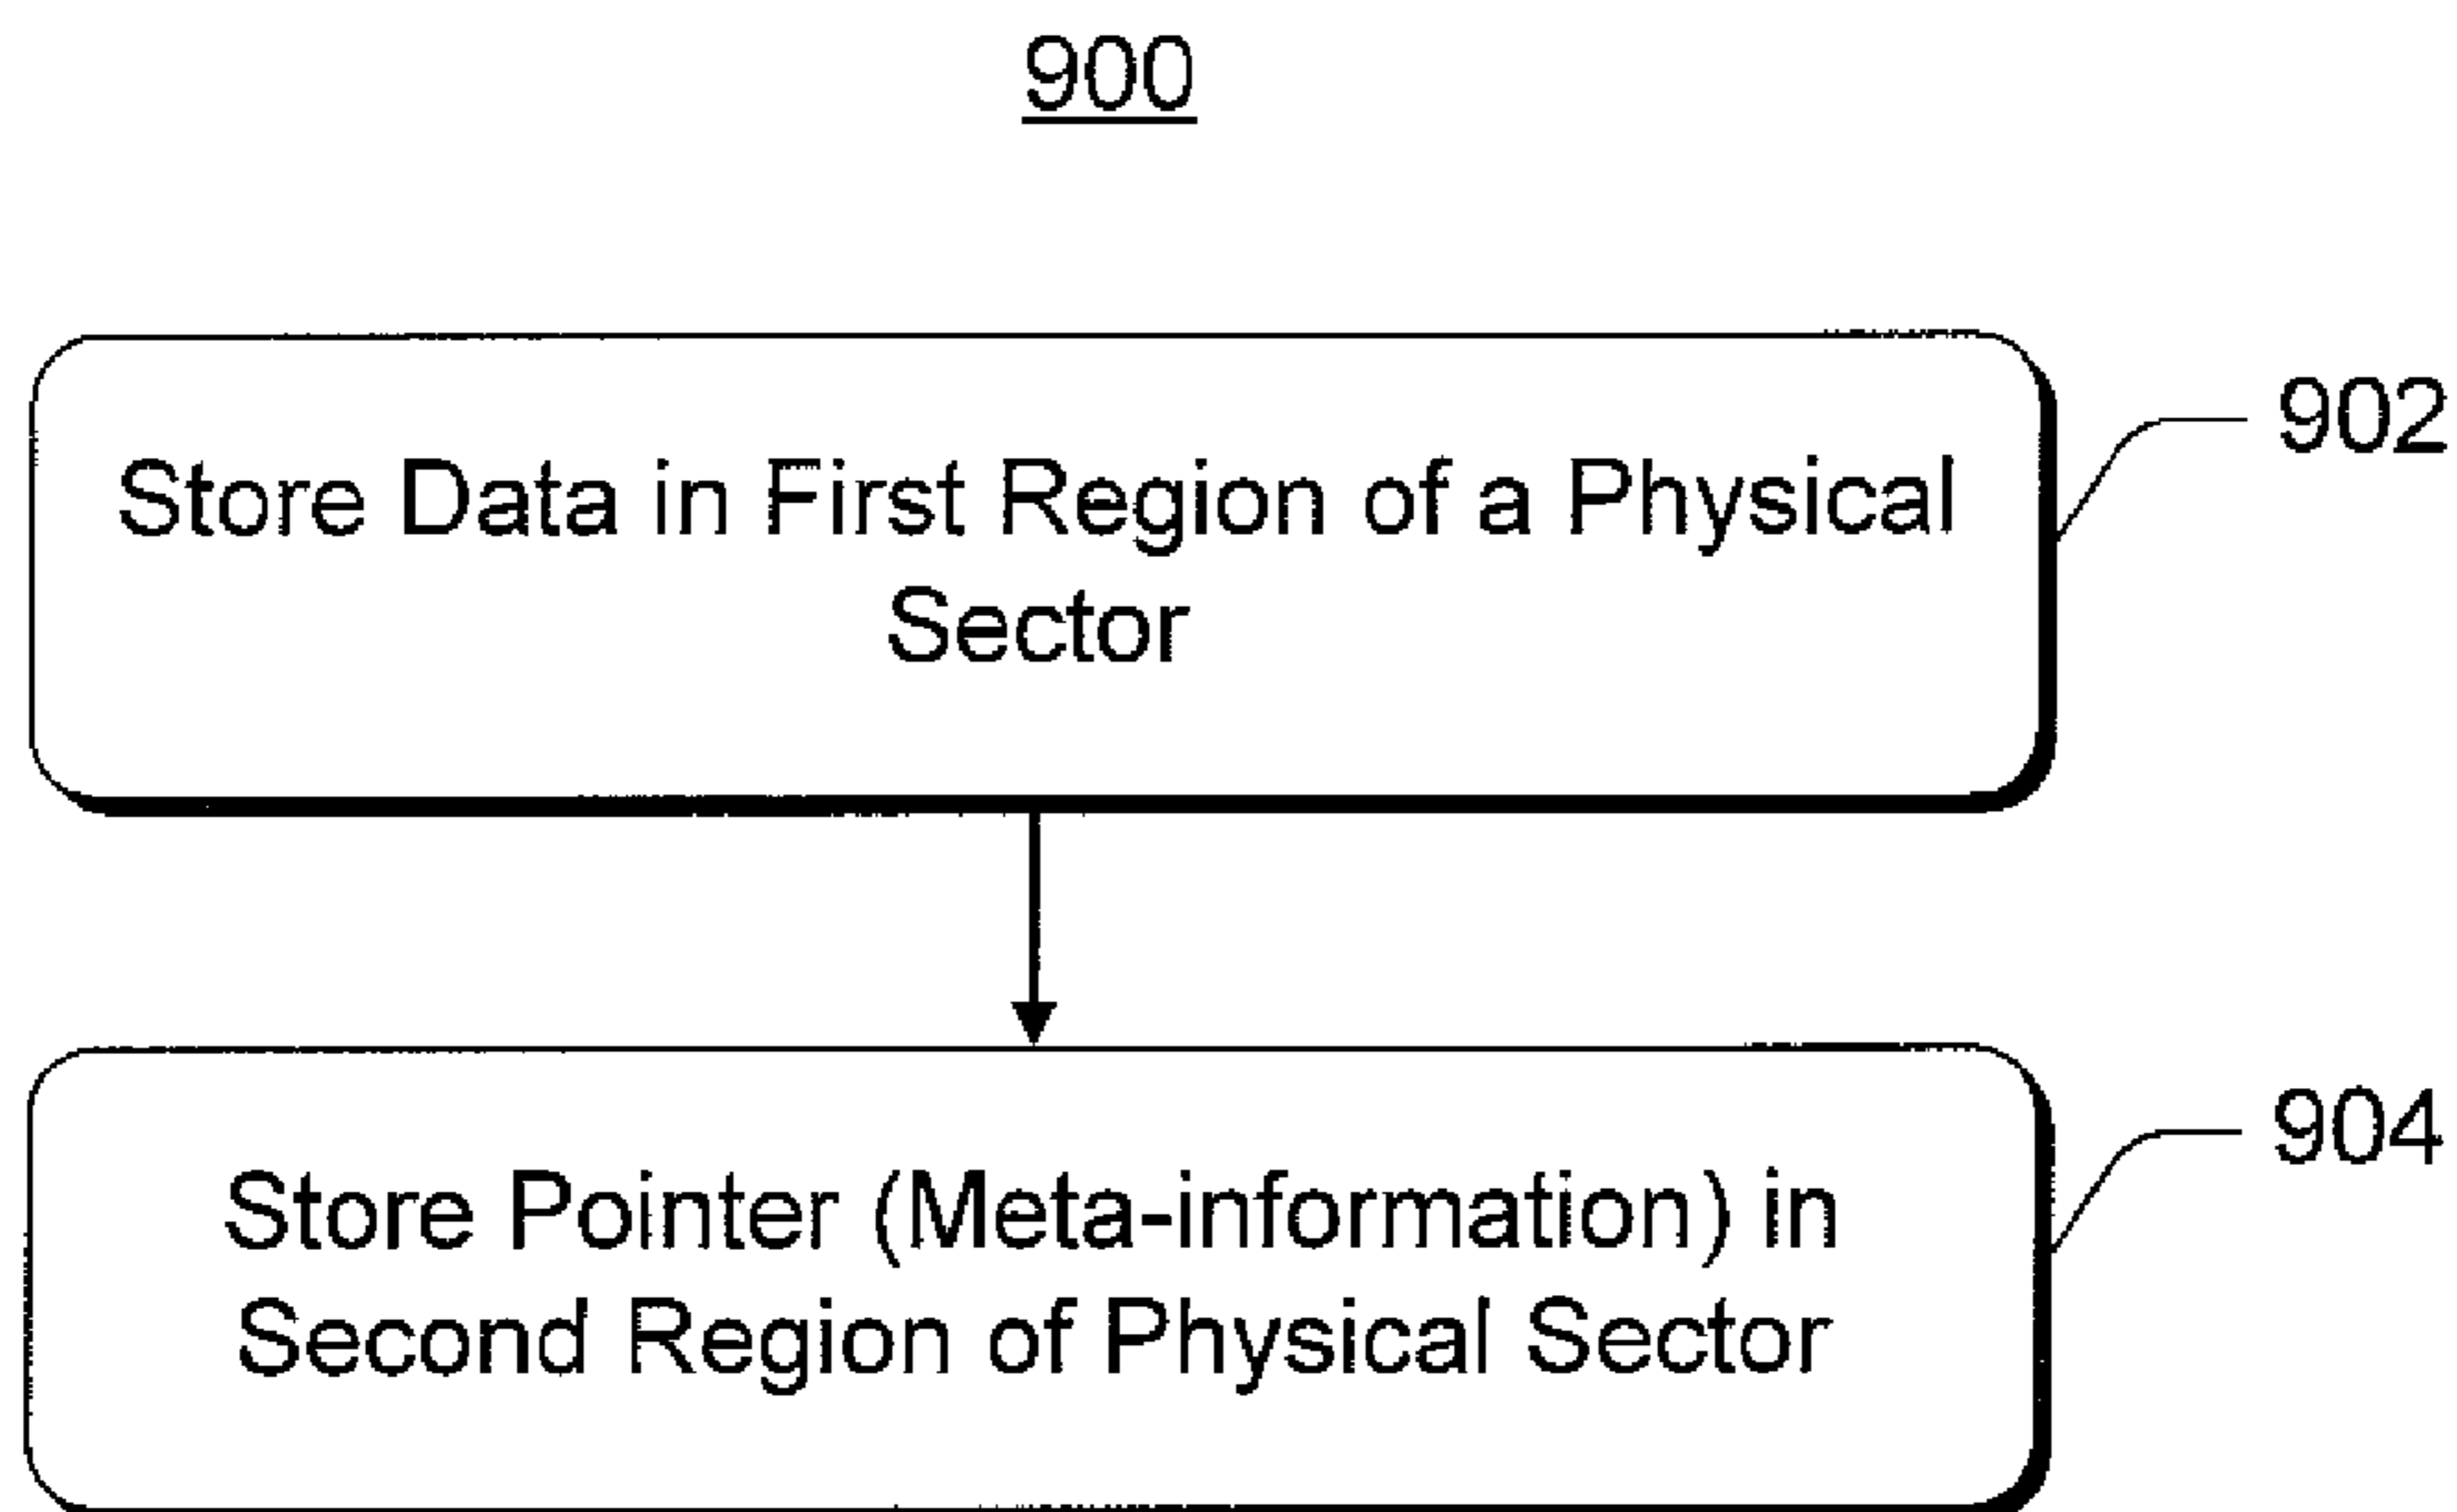 900
Store Data in First Region of a Physical
Sector
902
Store Pointer (Meta-information) in
Second Region of Physical Sector
904